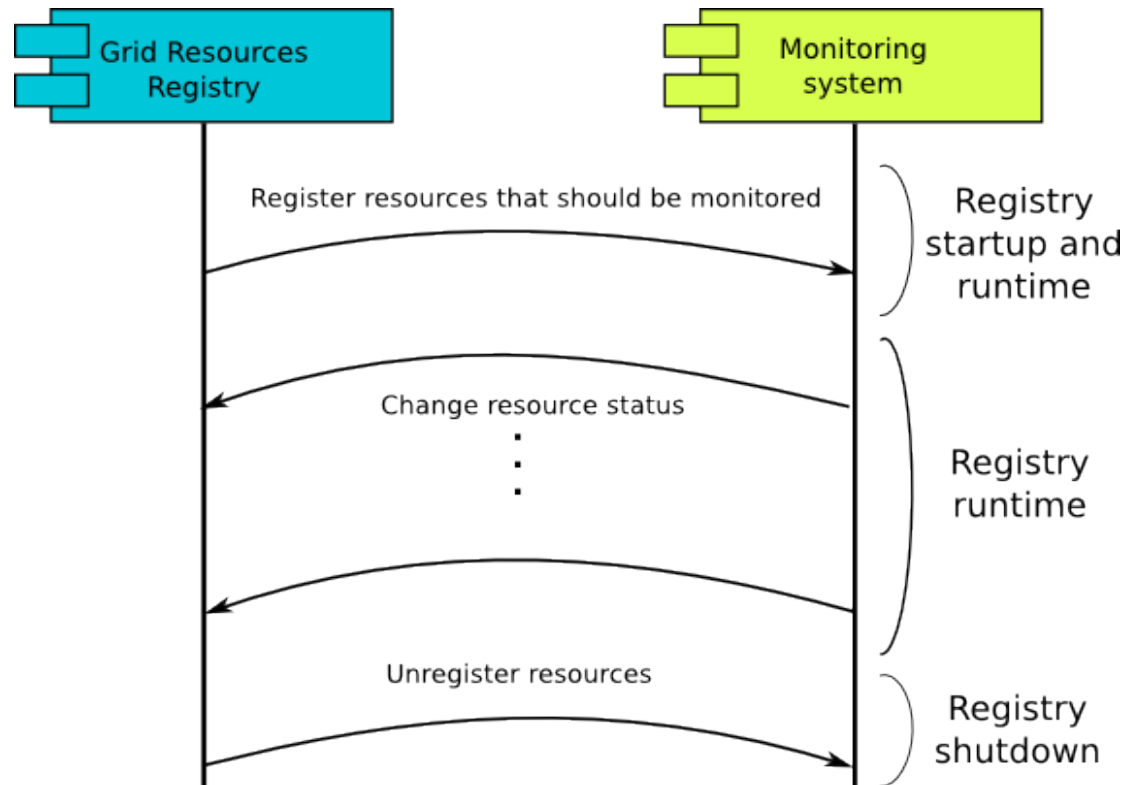 Grid Resources
Registry
Monitoring
system
Register resources that should be monitored
Registry
startup and
runtime
Change resource status
Registry
runtime
Unregister resources
Registry
shutdown